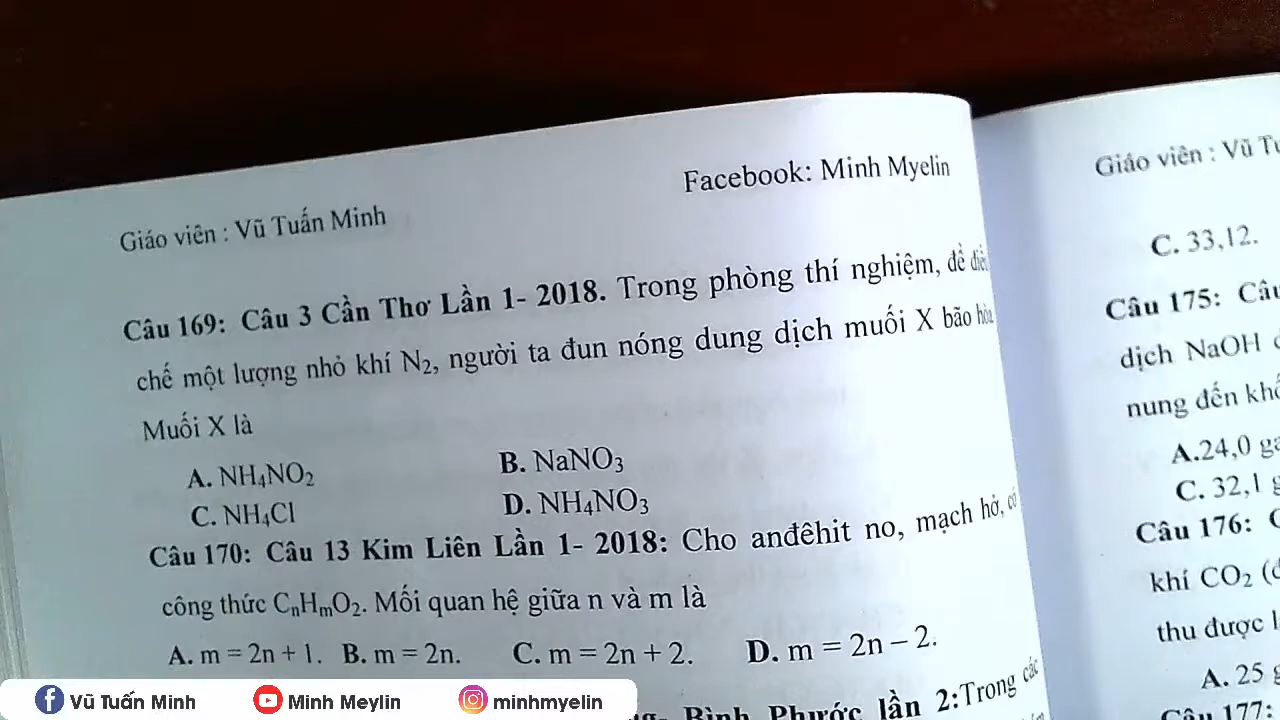 Facebook: Minh Myelin
Giáo viên : Vũ Tuấn Minh
Câu 169: Câu 3 Cần Thơ Lần 1- 2018. Trong phòng thí nghiệm, để điều
chế một lượng nhỏ khí N₂, người ta đun nóng dung dịch muối X bão hòa
Muối X là
A. NH₄NO₂ B. NaNO₃
C. NH₄Cl D. NH₄NO₃
Câu 170: Câu 13 Kim Liên Lần 1- 2018: Cho anđêhit no, mạch hở, có
công thức CₙHₘO₂. Mối quan hệ giữa n và m là
A. m = 2n + 1. B. m = 2n. C. m = 2n + 2. D. m = 2n – 2.
Bình Phước lần 2:Trong các
Giáo viên : Vũ
C. 33,12.
Câu 175:
dịch NaOH
nung đến
A.24,0
C. 32,1
Câu 176:
khí CO₂
thu được
A. 25
Câu 177:
Vũ Tuấn Minh
Minh Meylin
minhmyelin